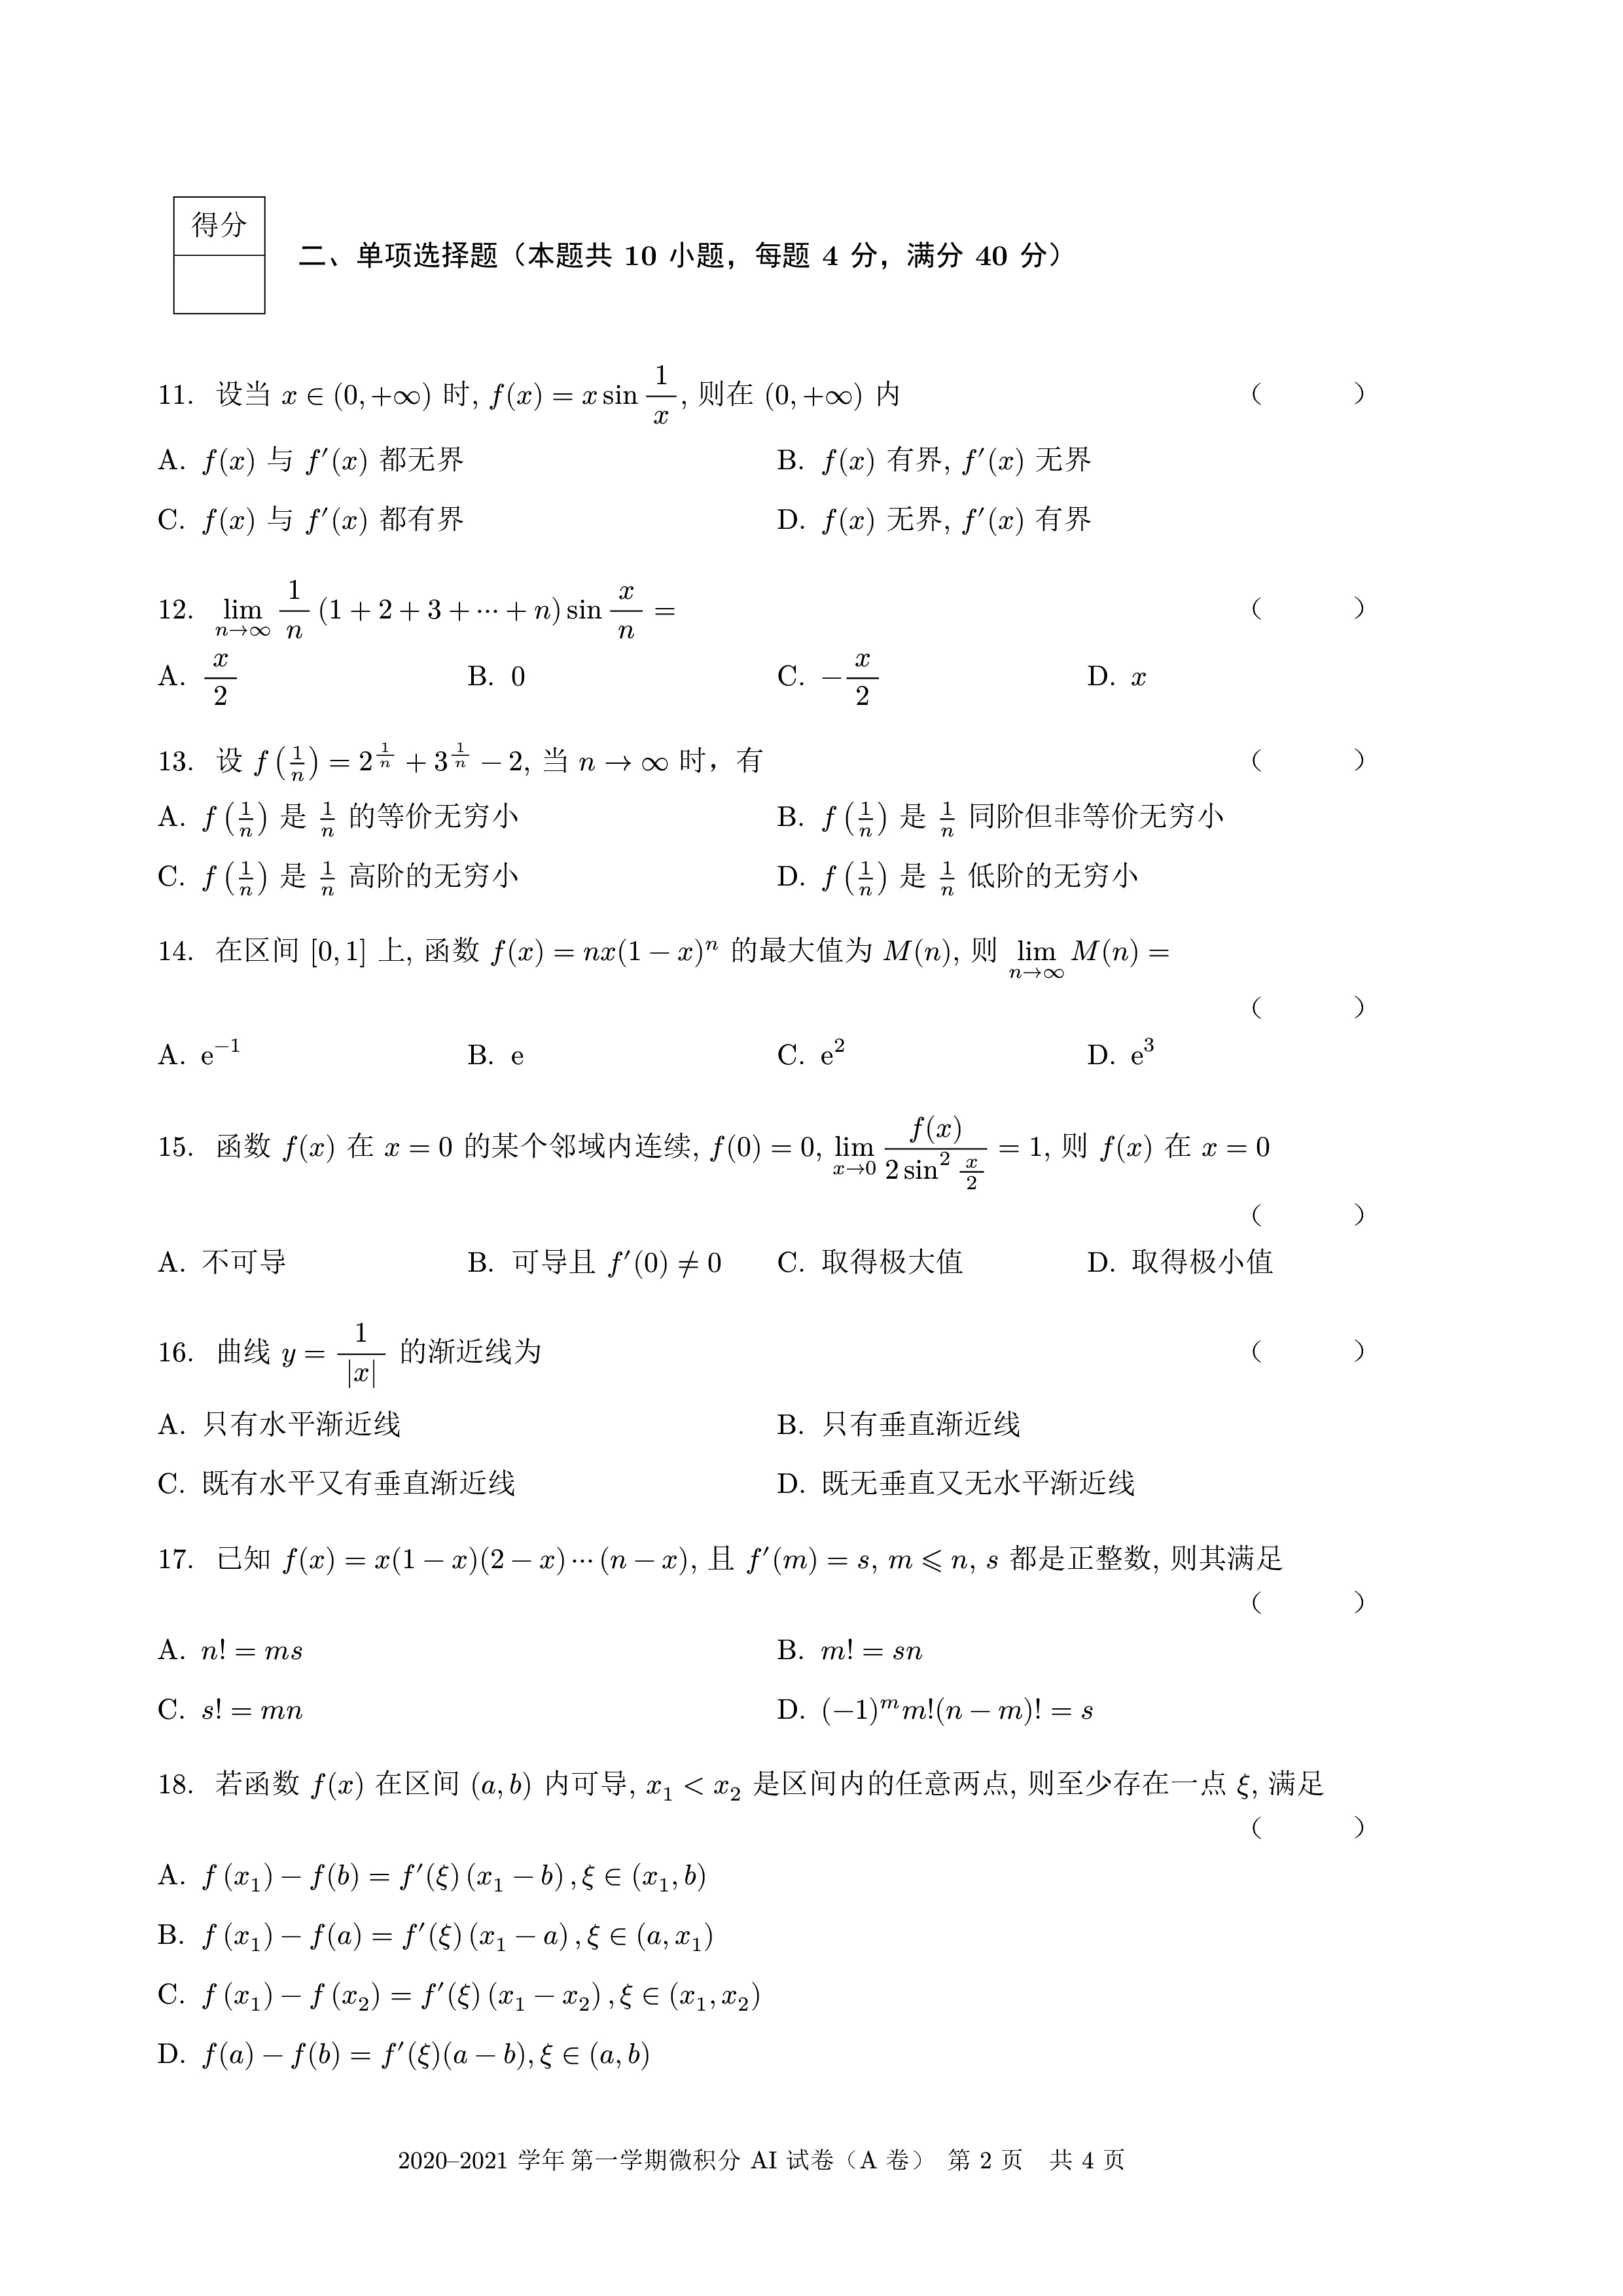 得分
二、单项选择题（本题共 10 小题，每题 4 分，满分 40 分）
11. 设当 $x \in (0, +\infty)$ 时, $f(x) = x \sin \dfrac{1}{x}$, 则在 $(0, +\infty)$ 内 （ ）
A. $f(x)$ 与 $f'(x)$ 都无界 B. $f(x)$ 有界, $f'(x)$ 无界
C. $f(x)$ 与 $f'(x)$ 都有界 D. $f(x)$ 无界, $f'(x)$ 有界
12. $\lim\limits_{n \to \infty} \dfrac{1}{n} (1 + 2 + 3 + \cdots + n) \sin \dfrac{x}{n} =$ （ ）
A. $\dfrac{x}{2}$ B. 0 C. $-\dfrac{x}{2}$ D. $x$
13. 设 $f\left(\frac{1}{n}\right) = 2^{\frac{1}{n}} + 3^{\frac{1}{n}} - 2$, 当 $n \to \infty$ 时，有 （ ）
A. $f\left(\frac{1}{n}\right)$ 是 $\frac{1}{n}$ 的等价无穷小 B. $f\left(\frac{1}{n}\right)$ 是 $\frac{1}{n}$ 同阶但非等价无穷小
C. $f\left(\frac{1}{n}\right)$ 是 $\frac{1}{n}$ 高阶的无穷小 D. $f\left(\frac{1}{n}\right)$ 是 $\frac{1}{n}$ 低阶的无穷小
14. 在区间 $[0, 1]$ 上, 函数 $f(x) = nx(1 - x)^n$ 的最大值为 $M(n)$, 则 $\lim\limits_{n \to \infty} M(n) =$
（ ）
A. $\mathrm{e}^{-1}$ B. $\mathrm{e}$ C. $\mathrm{e}^2$ D. $\mathrm{e}^3$
15. 函数 $f(x)$ 在 $x = 0$ 的某个邻域内连续, $f(0) = 0$, $\lim\limits_{x \to 0} \dfrac{f(x)}{2 \sin^2 \frac{x}{2}} = 1$, 则 $f(x)$ 在 $x = 0$
（ ）
A. 不可导 B. 可导且 $f'(0) \neq 0$ C. 取得极大值 D. 取得极小值
16. 曲线 $y = \dfrac{1}{|x|}$ 的渐近线为 （ ）
A. 只有水平渐近线 B. 只有垂直渐近线
C. 既有水平又有垂直渐近线 D. 既无垂直又无水平渐近线
17. 已知 $f(x) = x(1 - x)(2 - x) \cdots (n - x)$, 且 $f'(m) = s$, $m \leqslant n$, $s$ 都是正整数, 则其满足
（ ）
A. $n! = ms$ B. $m! = sn$
C. $s! = mn$ D. $(-1)^m m!(n - m)! = s$
18. 若函数 $f(x)$ 在区间 $(a, b)$ 内可导, $x_1 < x_2$ 是区间内的任意两点, 则至少存在一点 $\xi$, 满足
（ ）
A. $f(x_1) - f(b) = f'(\xi)(x_1 - b), \xi \in (x_1, b)$
B. $f(x_1) - f(a) = f'(\xi)(x_1 - a), \xi \in (a, x_1)$
C. $f(x_1) - f(x_2) = f'(\xi)(x_1 - x_2), \xi \in (x_1, x_2)$
D. $f(a) - f(b) = f'(\xi)(a - b), \xi \in (a, b)$
2020–2021 学年 第一学期微积分 AI 试卷（A 卷） 第 2 页 共 4 页